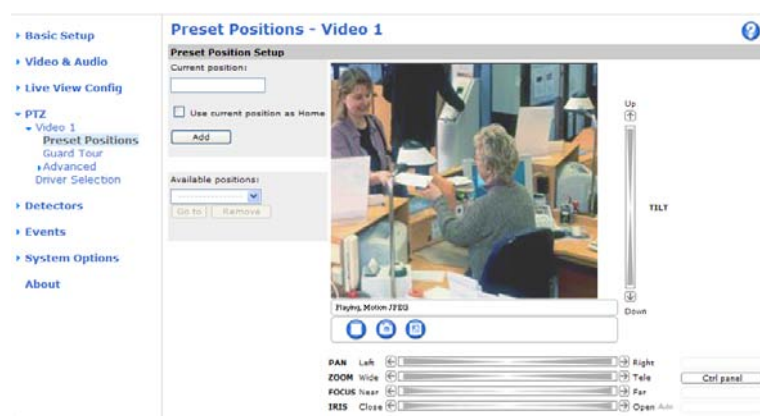 Basic Setup
Video & Audio
Live View Config
PTZ
Video 1
Preset Positions
Guard Tour
Advanced
Driver Selection
Detectors
Events
System Options
About
Preset Positions - Video 1
?
Preset Position Setup
Current position:
Use current position as Home
Add
Available positions:
Go to Remove
Up
TILT
Down
Playing, Motion JPEG
PAN Left Right
ZOOM Wide Tele Ctrl panel
FOCUS Near Far
IRIS Close Open Auto